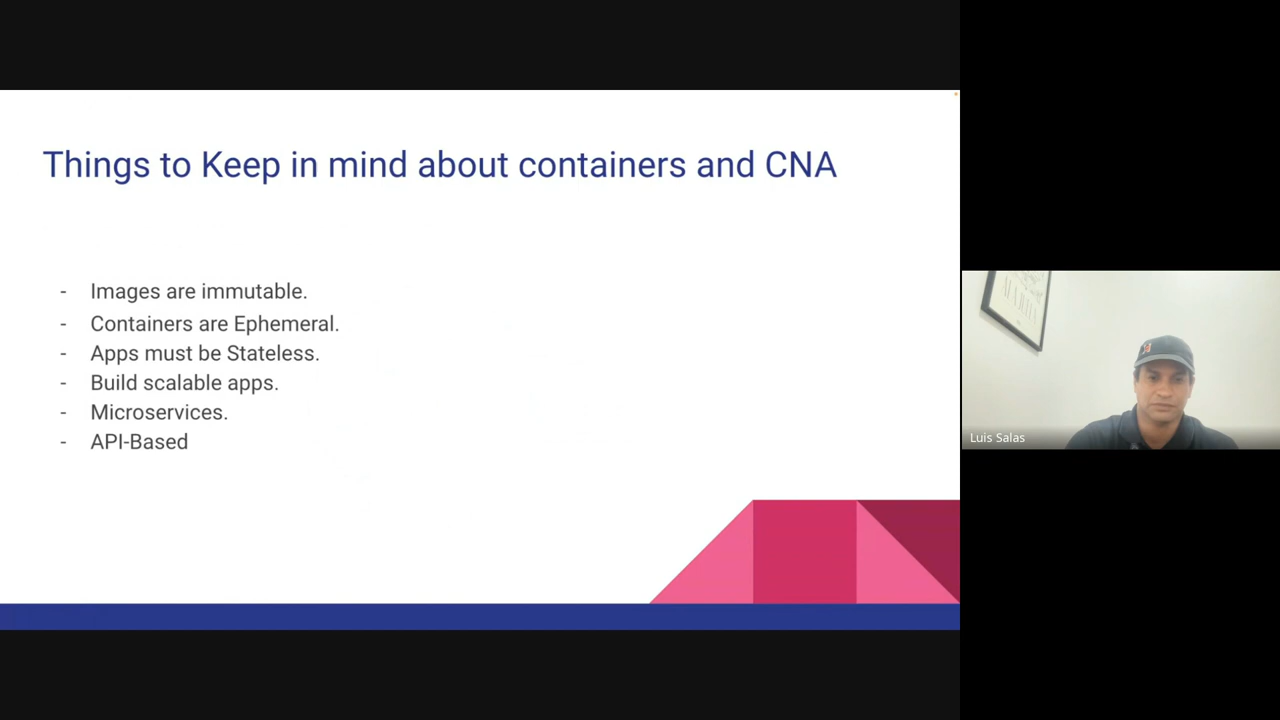 Things to Keep in mind about containers and CNA
- Images are immutable.
- Containers are Ephemeral.
- Apps must be Stateless.
- Build scalable apps.
- Microservices.
- API-Based
Luis Salas